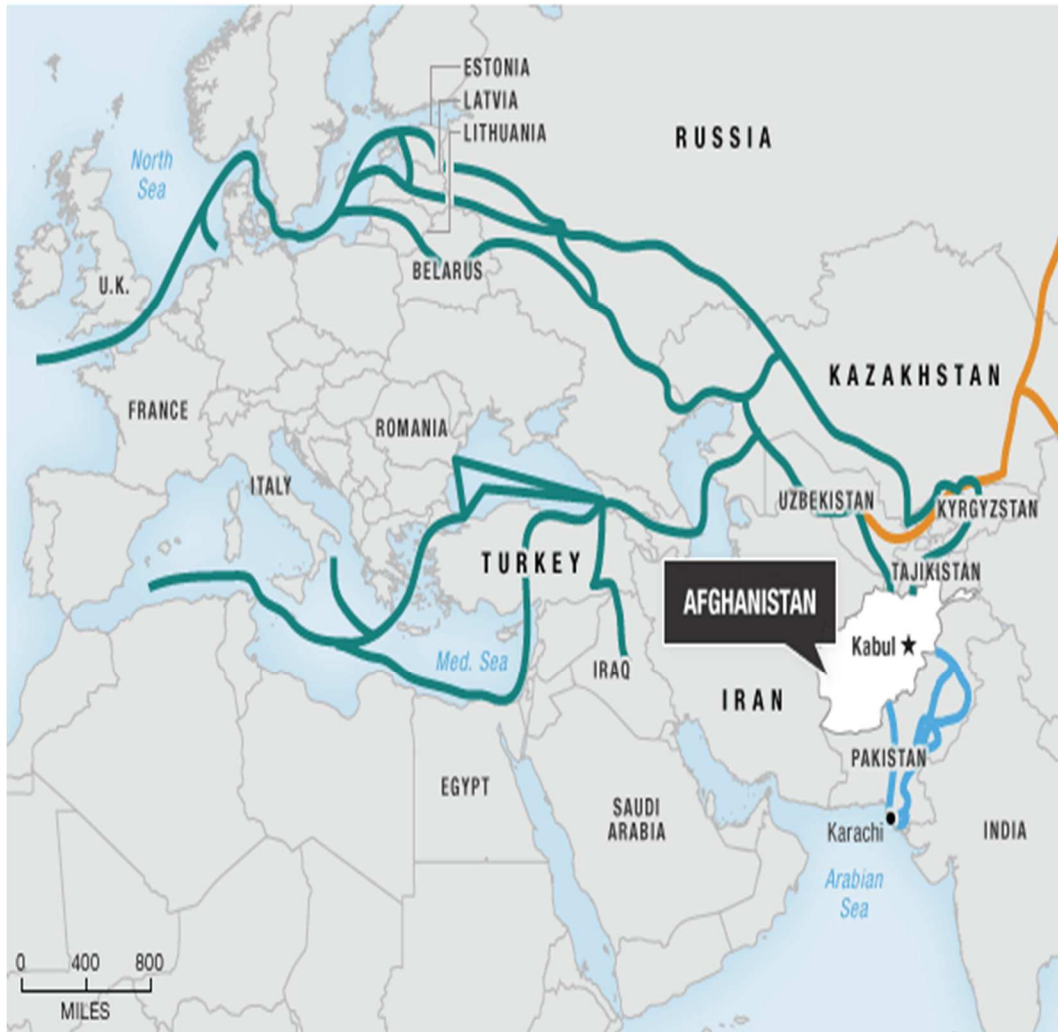 ESTONIA
LATVIA
LITHUANIA
RUSSIA
North
Sea
U.K.
BELARUS
KAZAKHSTAN
FRANCE
ROMANIA
ITALY
UZBEKISTAN
KYRGYZSTAN
TURKEY
TAJIKISTAN
AFGHANISTAN
Kabul
Med. Sea
IRAQ
IRAN
PAKISTAN
EGYPT
SAUDI
ARABIA
Karachi
INDIA
Arabian
Sea
0 400 800
MILES